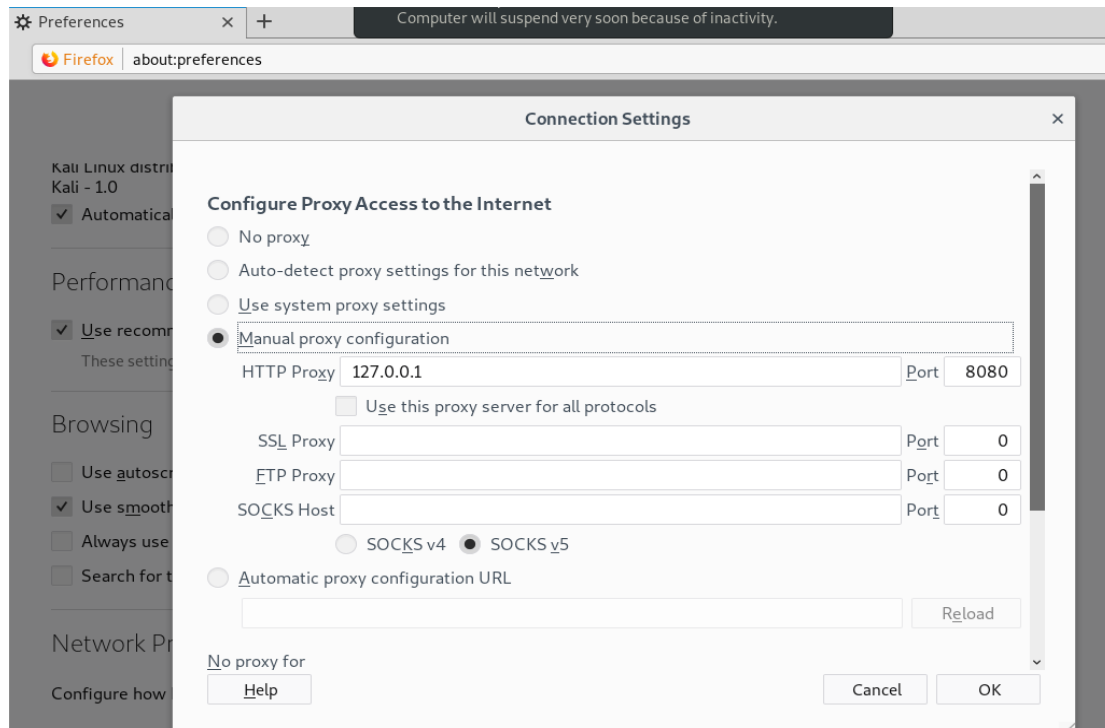 Preferences × +
Computer will suspend very soon because of inactivity.
Firefox about:preferences
Connection Settings ×
Kali Linux distri
Kali - 1.0
Automatical
Configure Proxy Access to the Internet
No proxy
Auto-detect proxy settings for this network
Performanc
Use system proxy settings
Use recomm
Manual proxy configuration
These setting
HTTP Proxy 127.0.0.1 Port 8080
Use this proxy server for all protocols
Browsing
SSL Proxy Port 0
Use autoscr
FTP Proxy Port 0
Use smooth
SOCKS Host Port 0
Always use
SOCKS v4 SOCKS v5
Search for t
Automatic proxy configuration URL
Reload
Network Pr
No proxy for
Configure how
Help Cancel OK